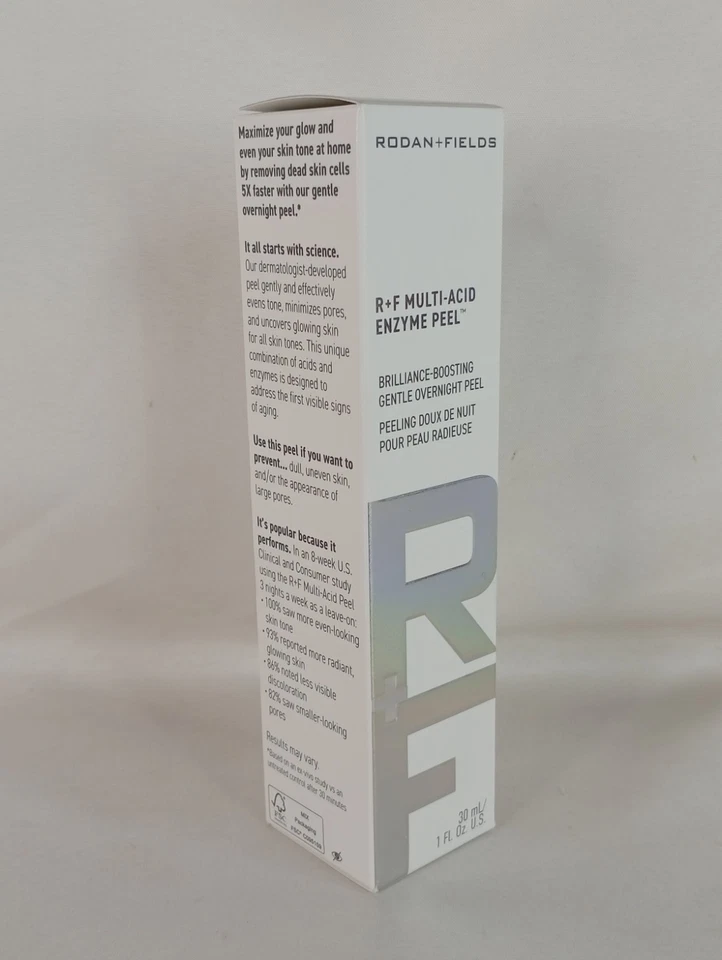 Maximize your glow and
even your skin tone at home
by removing dead skin cells
5X faster with our gentle
overnight peel.*
It all starts with science.
Our dermatologist-developed
peel gently and effectively
evens tone, minimizes pores,
and uncovers glowing skin
for all skin tones. This unique
combination of acids and
enzymes is designed to
address the first visible signs
of aging.
Use this peel if you want to
prevent... dull, uneven skin,
and/or the appearance of
large pores.
It's popular because it
performs. In an 8-week U.S.
Clinical and Consumer study
using the R+F Multi-Acid Peel
3 nights a week as a leave-on:
• 100% saw more even-looking
skin tone
• 93% reported more radiant,
glowing skin
• 86% noted less visible
discoloration
• 82% saw smaller-looking
pores
Results may vary.
*Based on an ex-vivo study vs an
untreated control after 30 minutes
FSC
MIX
Packaging
RODAN+FIELDS
R+F MULTI-ACID
ENZYME PEEL™
BRILLIANCE-BOOSTING
GENTLE OVERNIGHT PEEL
PEELING DOUX DE NUIT
POUR PEAU RADIEUSE
R+F
30 mL/
1 Fl. Oz. U.S.